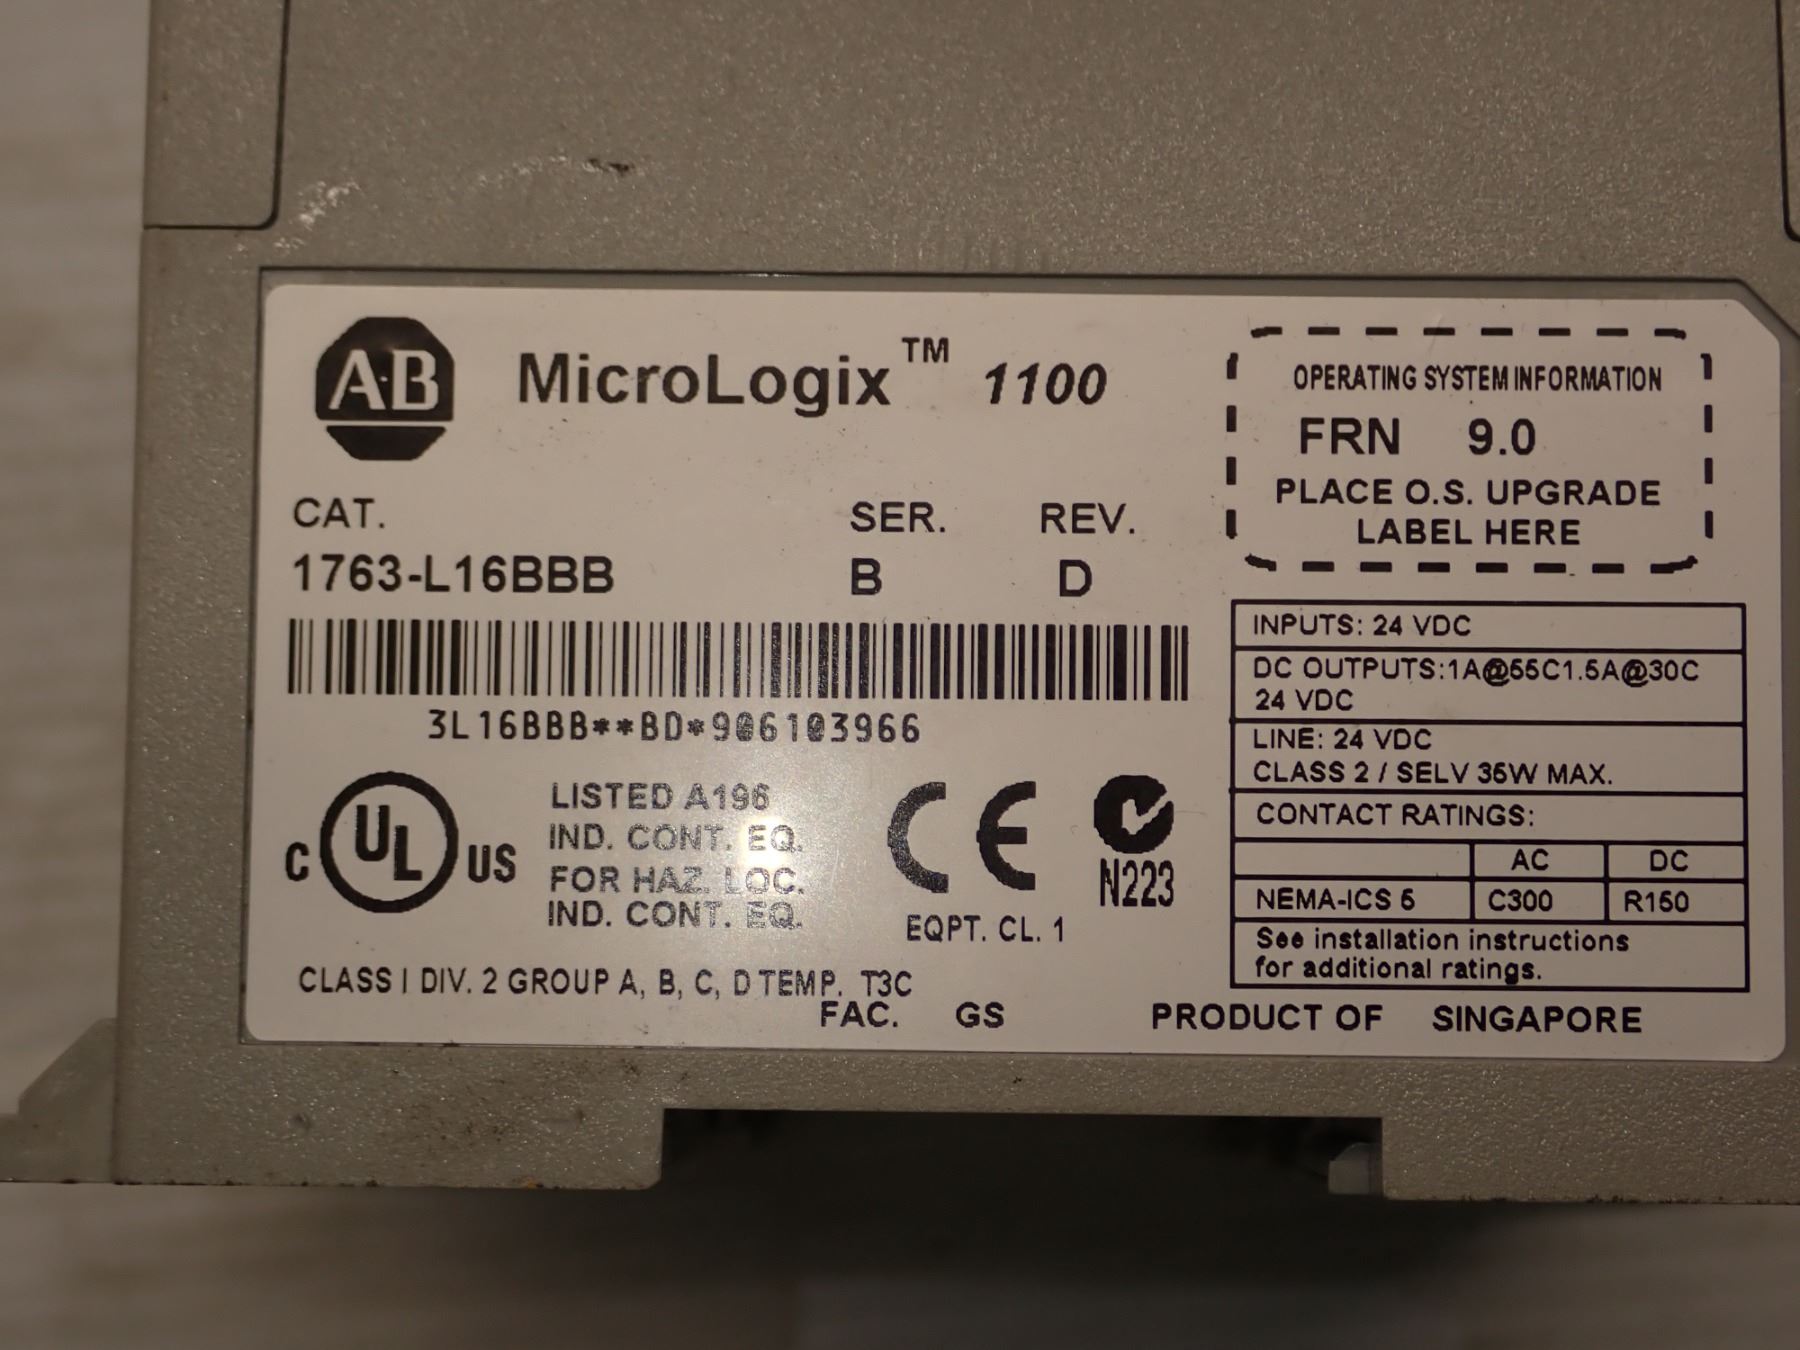 A·B MicroLogix™ 1100
CAT. SER. REV.
1763-L16BBB B D
3L16BBB**BD*906103966
C UL US
LISTED A196
IND. CONT. EQ.
FOR HAZ. LOC.
IND. CONT. EQ.
CE
EQPT. CL. 1
N223
CLASS I DIV. 2 GROUP A, B, C, D TEMP. T3C
FAC. GS
OPERATING SYSTEM INFORMATION
FRN 9.0
PLACE O.S. UPGRADE
LABEL HERE
INPUTS: 24 VDC
DC OUTPUTS:1A@55C1.5A@30C
24 VDC
LINE: 24 VDC
CLASS 2 / SELV 35W MAX.
CONTACT RATINGS:
AC DC
NEMA-ICS 5 C300 R150
See installation instructions
for additional ratings.
PRODUCT OF SINGAPORE